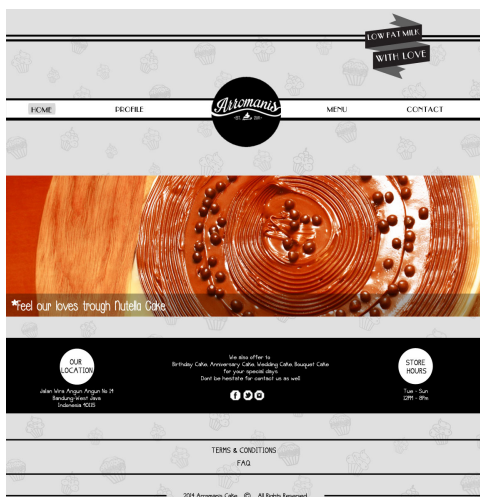 LOW FAT MILK
WITH LOVE
HOME
PROFILE
Arromanis
MENU
CONTACT
*Feel our loves trough Nutella Cake
OUR
LOCATION
Jalan Wira Angun Angun No 14
Bandung-West Java
Indonesia 40115
We also offer to
Birthday Cake, Anniversary Cake, Wedding Cake, Bouquet Cake
for your special days
Dont be hesitate for contact us as well
STORE
HOURS
Tue - Sun
12PM - 8Pm
TERMS & CONDITIONS
FAQ
2014 Arromanis Cake © All Rights Reserved